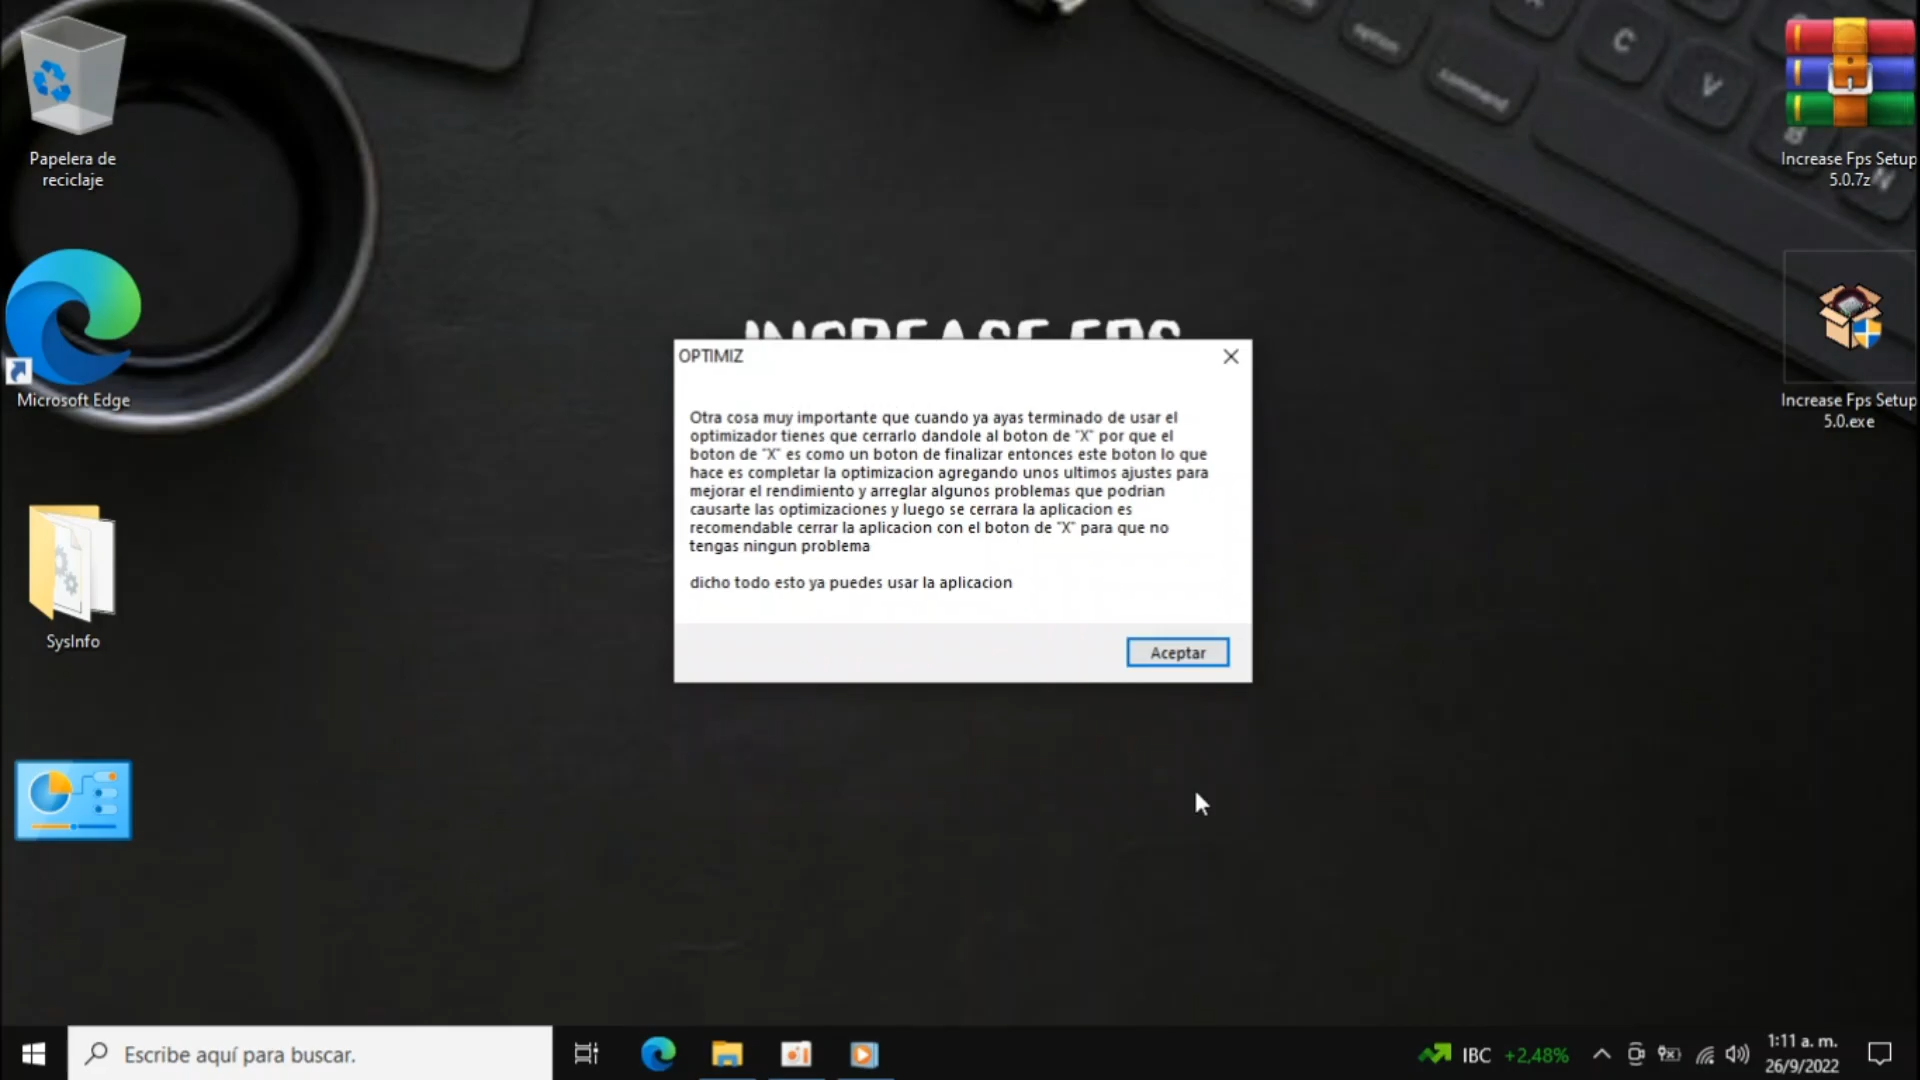 option
command
C
V
B
N
Papelera de
reciclaje
Microsoft Edge
SysInfo
Increase Fps Setup
5.0.7z
Increase Fps Setup
5.0.exe
INCREASE FPS
OPTIMIZ
Otra cosa muy importante que cuando ya ayas terminado de usar el
optimizador tienes que cerrarlo dandole al boton de "X" por que el
boton de "X" es como un boton de finalizar entonces este boton lo que
hace es completar la optimizacion agregando unos ultimos ajustes para
mejorar el rendimiento y arreglar algunos problemas que podrian
causarte las optimizaciones y luego se cerrara la aplicacion es
recomendable cerrar la aplicacion con el boton de "X" para que no
tengas ningun problema
dicho todo esto ya puedes usar la aplicacion
Aceptar
Escribe aquí para buscar.
IBC +2,48%
1:11 a. m.
26/9/2022